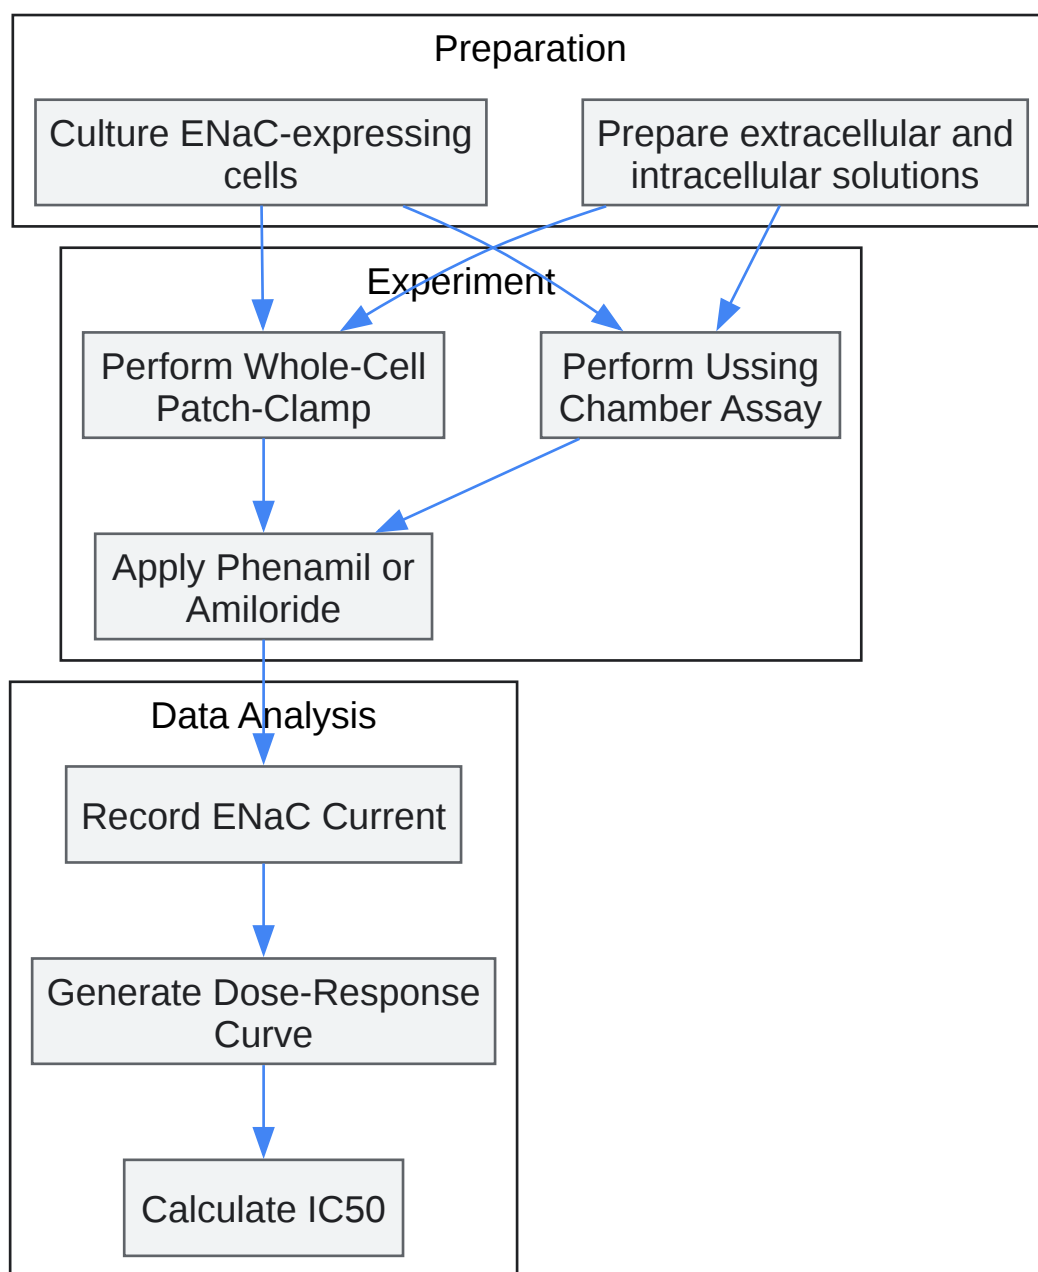 Preparation
Culture ENaC-expressing
cells
Prepare extracellular and
intracellular solutions
Experiment
Perform Whole-Cell
Patch-Clamp
Perform Ussing
Chamber Assay
Apply Phenamil or
Amiloride
Data Analysis
Record ENaC Current
Generate Dose-Response
Curve
Calculate IC50